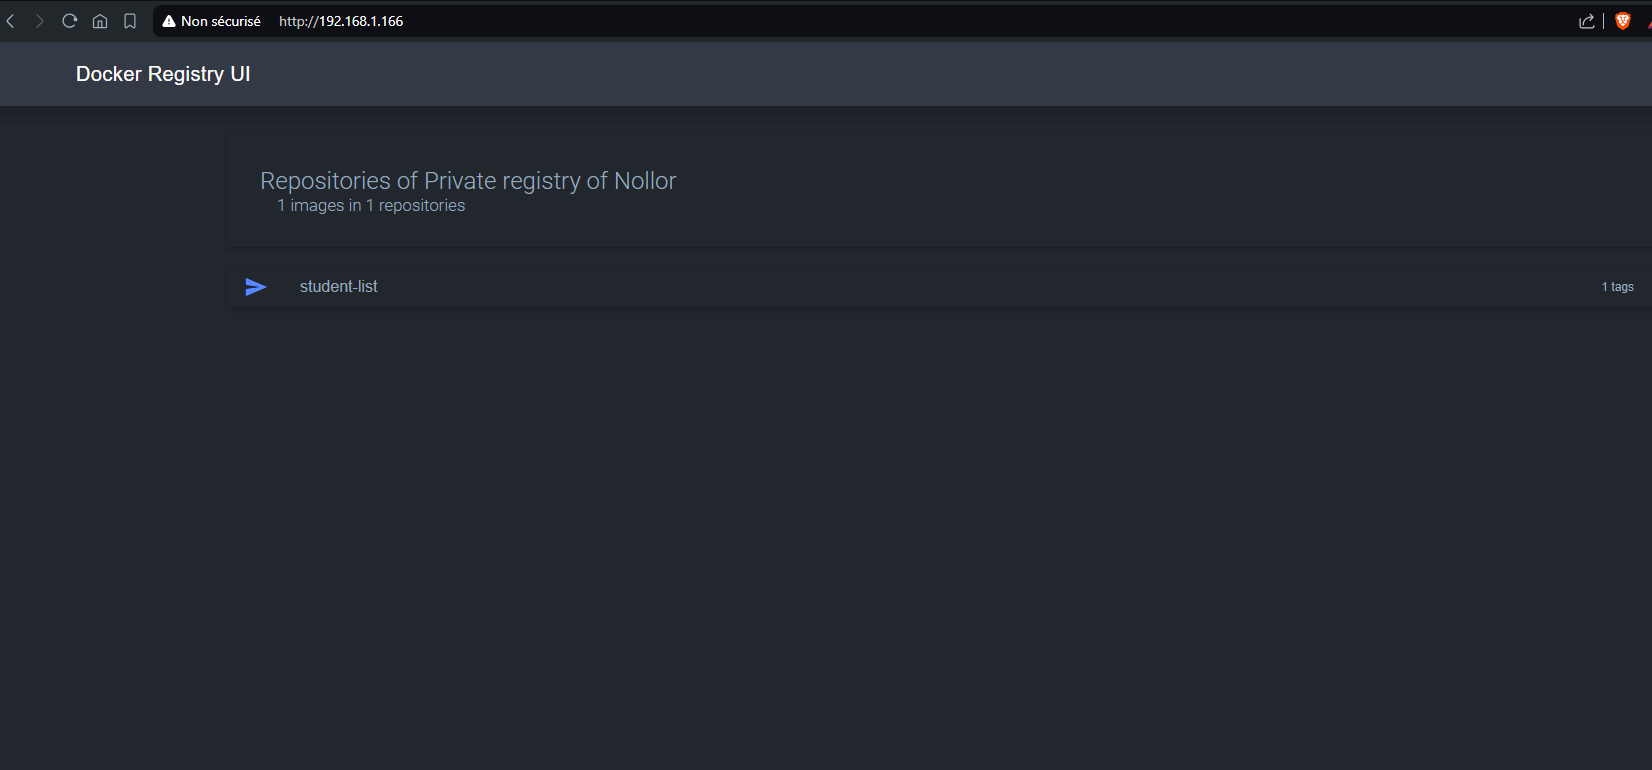 Non sécurisé http://192.168.1.166
Docker Registry UI
Repositories of Private registry of Nollor
1 images in 1 repositories
student-list 1 tags